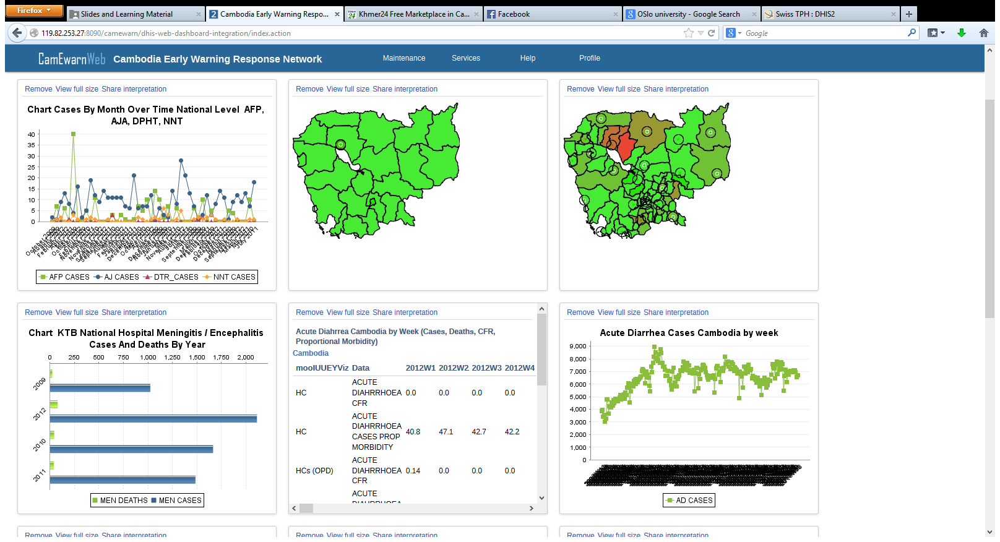 Firefox
Slides and Learning Material
Cambodia Early Warning Respo...
Khmer24 Free Marketplace in Ca...
Facebook
OSlo university - Google Search
Swiss TPH : DHIS2
119.82.253.27:8090/camewarn/dhis-web-dashboard-integration/index.action
Google
CamEwarnWeb Cambodia Early Warning Response Network
Maintenance
Services
Help
Profile
Remove View full size Share interpretation
Chart Cases By Month Over Time National Level AFP,
AJA, DPHT, NNT
40
35
30
25
20
15
10
5
0
July 2011
AFP CASES AJ CASES DTR_CASES NNT CASES
Remove View full size Share interpretation
Remove View full size Share interpretation
Remove View full size Share interpretation
Chart KTB National Hospital Meningitis / Encephalitis
Cases And Deaths By Year
0 250 500 750 1,000 1,250 1,500 1,750 2,000
2009
2012
2010
2011
MEN DEATHS MEN CASES
Remove View full size Share interpretation
Acute Diahrrea Cambodia by Week (Cases, Deaths, CFR,
Proportional Morbidity)
Cambodia
mooIUUEYViz Data 2012W1 2012W2 2012W3 2012W4
ACUTE
HC DIAHRRHOEA 0.0 0.0 0.0 0.0
CFR
ACUTE
DIAHRRHOEA
HC CASES PROP 40.8 47.1 42.7 42.2
MORBIDITY
ACUTE
HCs (OPD) DIAHRRHOEA 0.14 0.0 0.0 0.0
CFR
ACUTE
DIAHRRHOEA
Remove View full size Share interpretation
Acute Diarrhea Cases Cambodia by week
9,000
8,000
7,000
6,000
5,000
4,000
3,000
2,000
1,000
0
AD CASES
Remove View full size Share interpretation
Remove View full size Share interpretation
Remove View full size Share interpretation